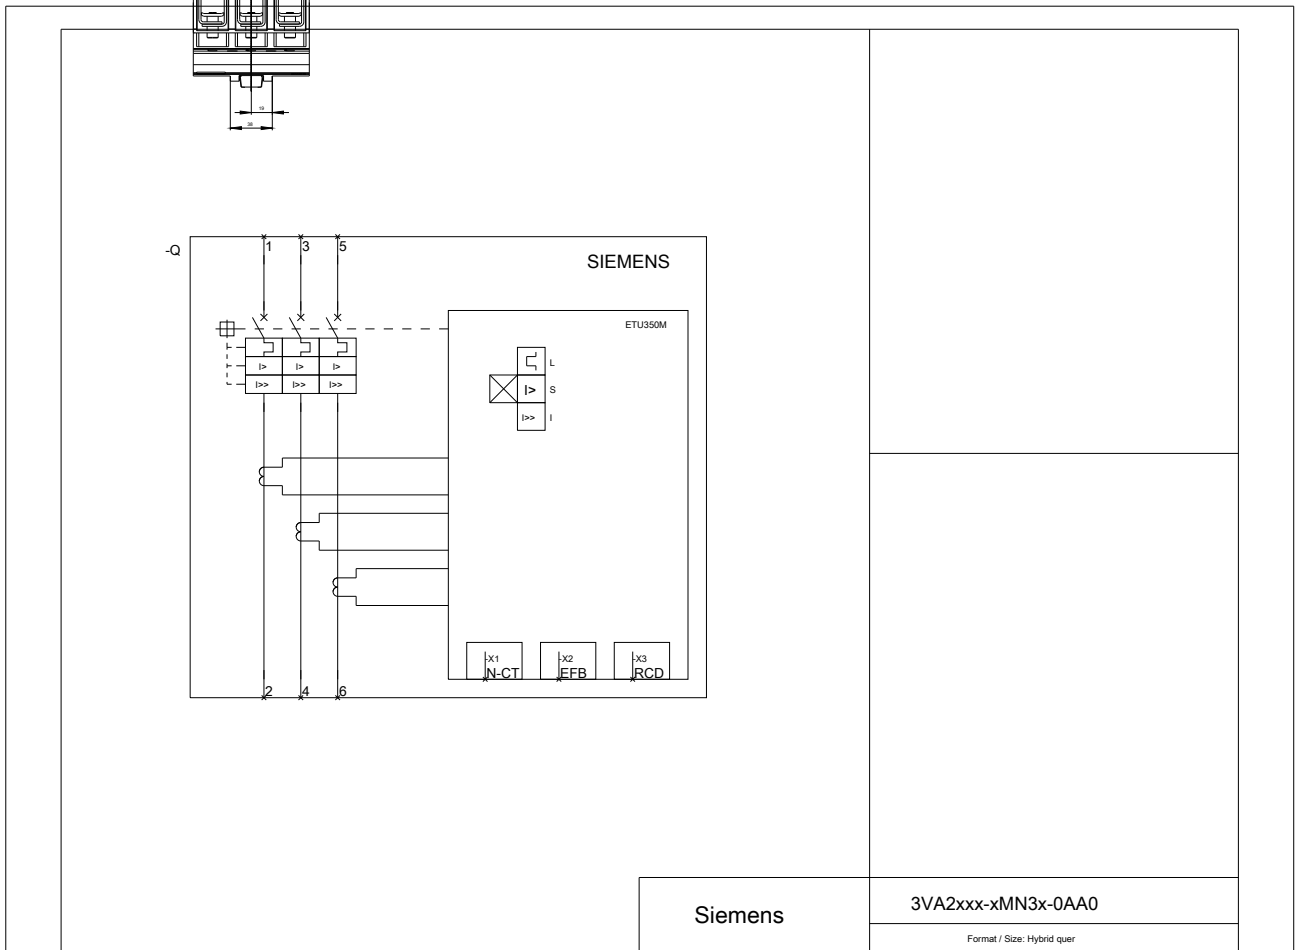 19
38
-Q
1 3 5
SIEMENS
ETU350M
L
I> I> I>
I>> I>> I>>
I> S
I>> I
-X1 -X2 -X3
N-CT EFB RCD
2 4 6
Siemens
3VA2xxx-xMN3x-0AA0
Format / Size: Hybrid quer